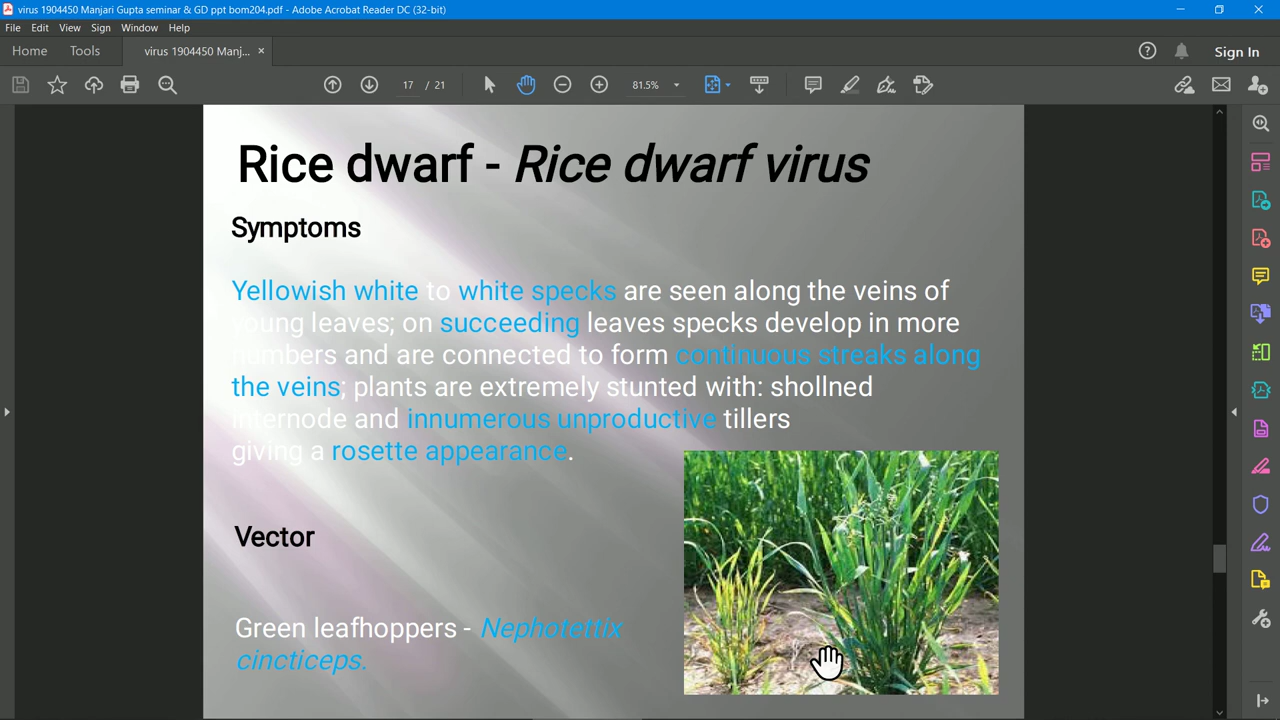 virus 1904450 Manjari Gupta seminar & GD ppt bom204.pdf - Adobe Acrobat Reader DC (32-bit)
File Edit View Sign Window Help
Home Tools virus 1904450 Manj... × Sign In
17 / 21 81.5%
Rice dwarf - Rice dwarf virus
Symptoms
Yellowish white to white specks are seen along the veins of
young leaves; on succeeding leaves specks develop in more
numbers and are connected to form continuous streaks along
the veins; plants are extremely stunted with: shollned
internode and innumerous unproductive tillers
giving a rosette appearance.
Vector
Green leafhoppers - Nephotettix
cincticeps.